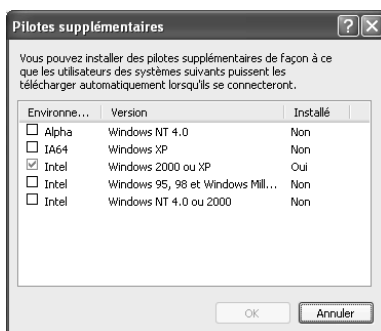 Pilotes supplémentaires
Vous pouvez installer des pilotes supplémentaires de façon à ce
que les utilisateurs des systèmes suivants puissent les
télécharger automatiquement lorsqu'ils se connecteront.
Environne... Version Installé
Alpha Windows NT 4.0 Non
IA64 Windows XP Non
Intel Windows 2000 ou XP Oui
Intel Windows 95, 98 et Windows Mill... Non
Intel Windows NT 4.0 ou 2000 Non
OK Annuler